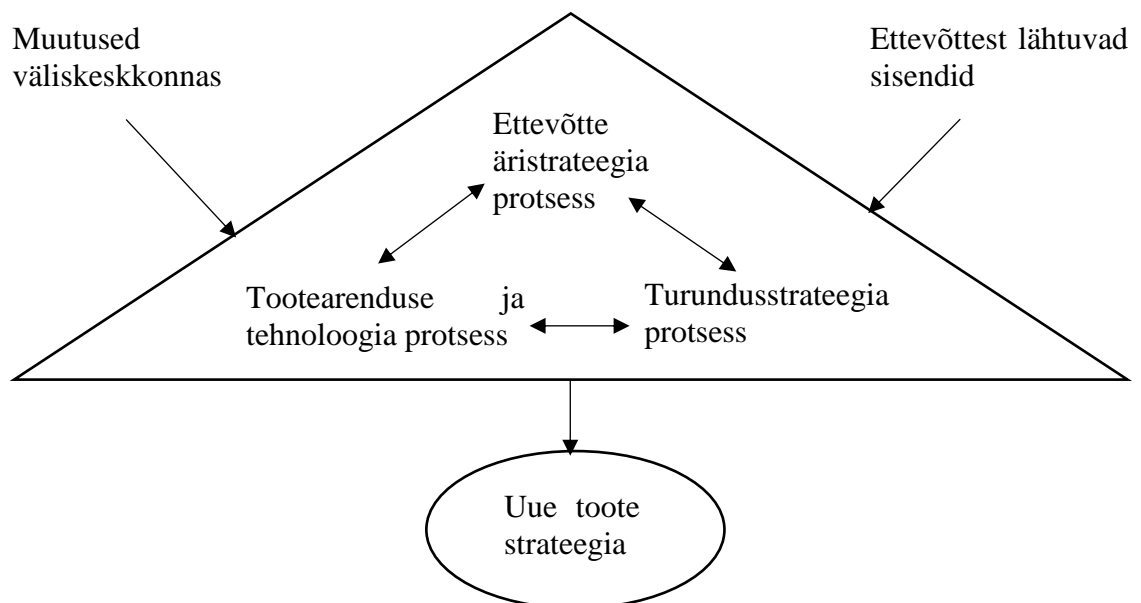 Muutused
väliskeskkonnas
Ettevõttest lähtuvad
sisendid
Ettevõtte
äristrateegia
protsess
Tootearenduse ja
tehnoloogia protsess
Turundusstrateegia
protsess
Uue toote
strateegia